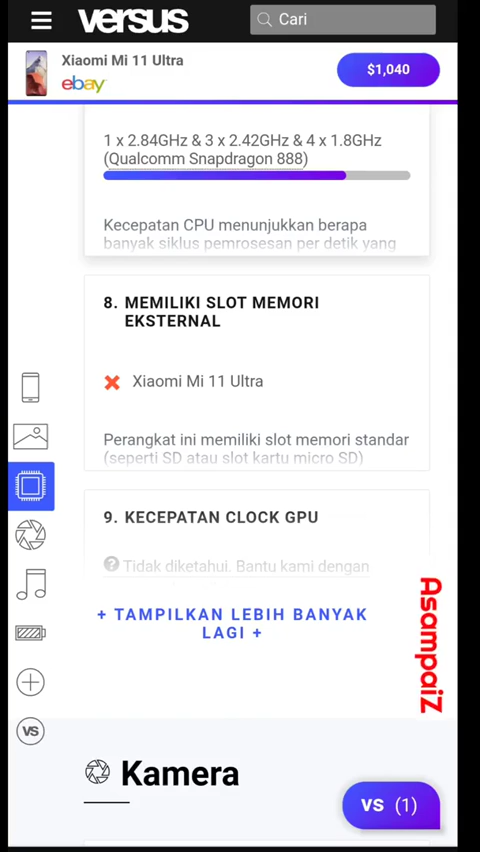 versus
Cari
Xiaomi Mi 11 Ultra
ebay
$1,040
1 x 2.84GHz & 3 x 2.42GHz & 4 x 1.8GHz
(Qualcomm Snapdragon 888)
Kecepatan CPU menunjukkan berapa
banyak siklus pemrosesan per detik yang
8. MEMILIKI SLOT MEMORI
EKSTERNAL
Xiaomi Mi 11 Ultra
Perangkat ini memiliki slot memori standar
(seperti SD atau slot kartu micro SD)
9. KECEPATAN CLOCK GPU
Tidak diketahui. Bantu kami dengan
+ TAMPILKAN LEBIH BANYAK
LAGI +
AsampaiZ
VS
Kamera
VS (1)